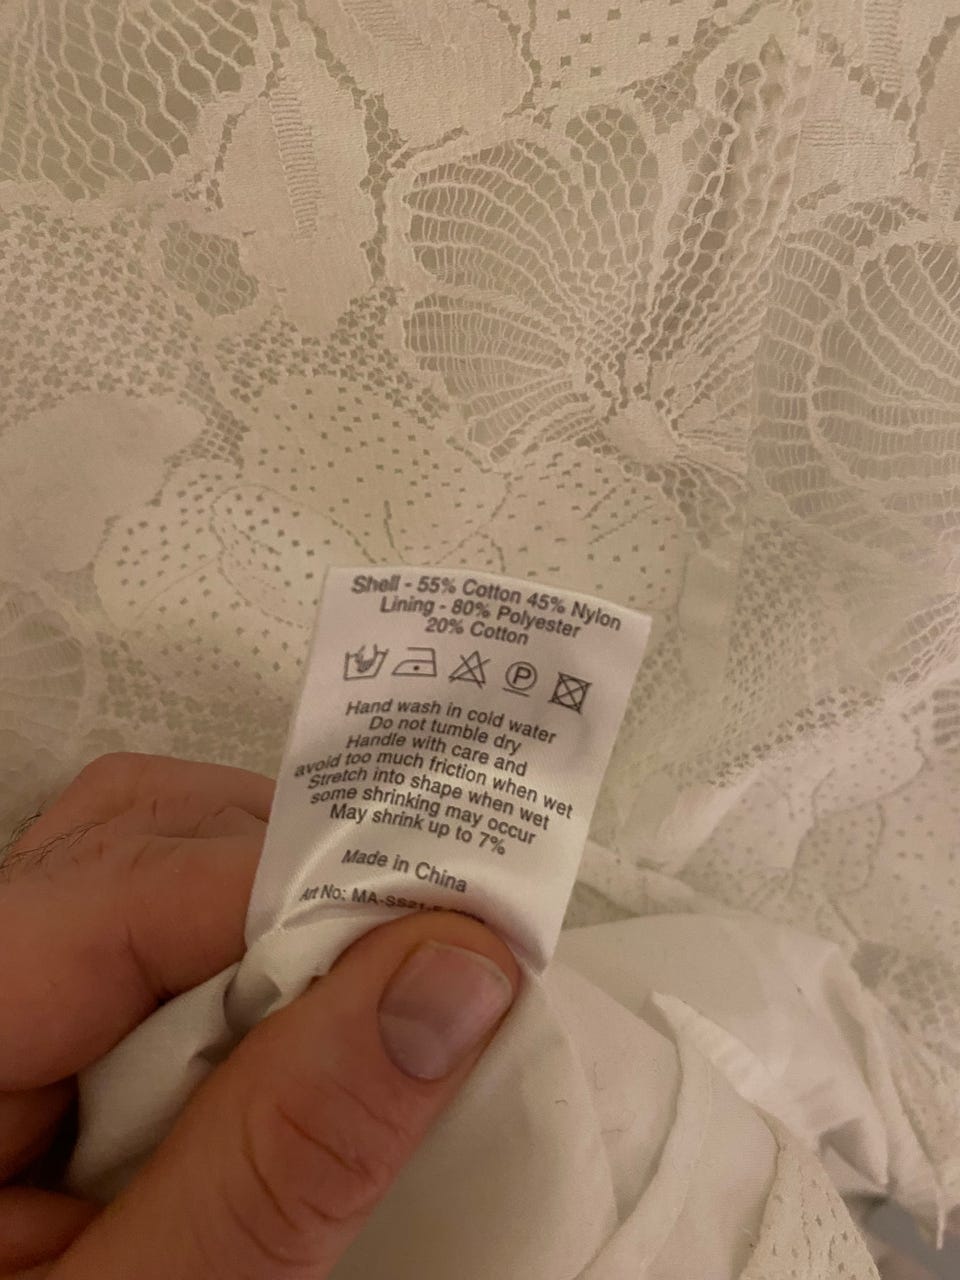 Shell - 55% Cotton 45% Nylon
Lining - 80% Polyester
20% Cotton
P
Hand wash in cold water
Do not tumble dry
Handle with care and
avoid too much friction when wet
Stretch into shape when wet
some shrinking may occur
May shrink up to 7%
Made in China
Art No: MA-SS21-